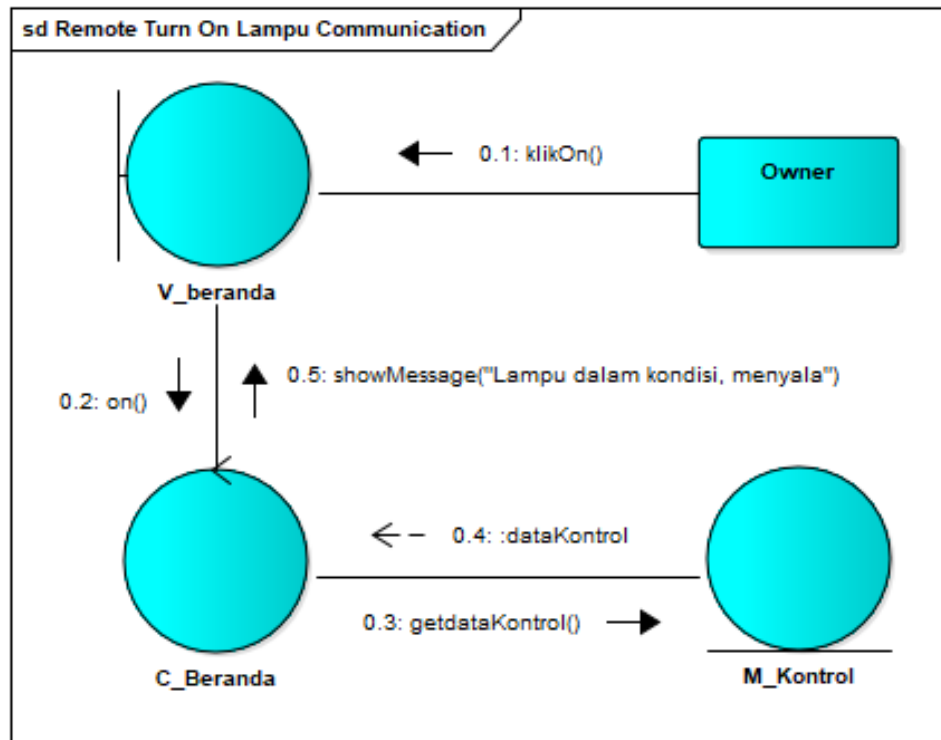 sd Remote Turn On Lampu Communication
0.1: klikOn()
Owner
V_beranda
0.5: showMessage("Lampu dalam kondisi, menyala")
0.2: on()
0.4: :dataKontrol
0.3: getdataKontrol()
C_Beranda
M_Kontrol